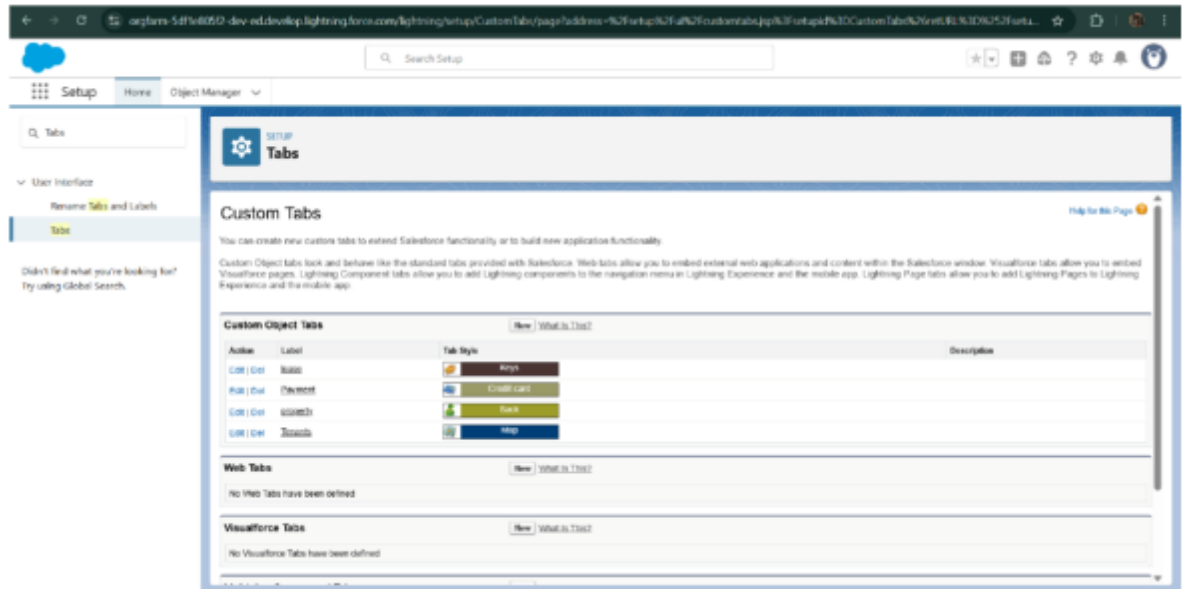 Search Setup
Setup Home Object Manager
Tabs
User Interface
Rename Tabs and Labels
Tabs
Didn't find what you're looking for?
Try using Global Search.
SETUP
Tabs
Custom Tabs
Help for this Page
You can create new custom tabs to extend Salesforce functionality or to build new application functionality.
Custom Object tabs look and behave like the standard tabs provided with Salesforce. Web tabs allow you to embed external web applications and content within the Salesforce window. Visualforce tabs allow you to embed
Visualforce pages. Lightning Component tabs allow you to add Lightning components to the navigation menu in Lightning Experience and the mobile app. Lightning Page tabs allow you to add Lightning Pages to Lightning
Experience and the mobile app.
Custom Object Tabs New What Is This?
Action Label Tab Style Description
Edit | Del lease Keys
Edit | Del Payment Credit card
Edit | Del property Sack
Edit | Del Tenants Map
Web Tabs New What Is This?
No Web Tabs have been defined
Visualforce Tabs New What Is This?
No Visualforce Tabs have been defined